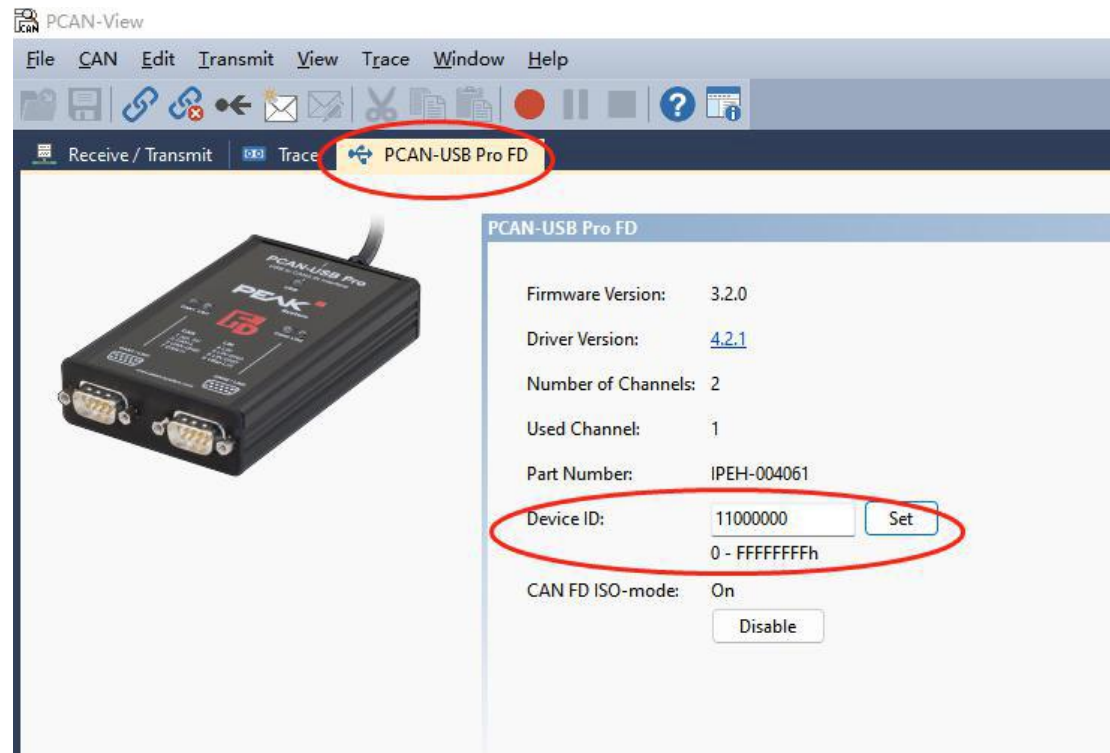 PCAN-View
File CAN Edit Transmit View Trace Window Help
Receive / Transmit Trace PCAN-USB Pro FD
PCAN-USB Pro FD
PCAN-USB Pro
PEAK
System
Firmware Version: 3.2.0
Driver Version: 4.2.1
Number of Channels: 2
Used Channel: 1
Part Number: IPEH-004061
Device ID: 11000000 Set
0 - FFFFFFFFh
CAN FD ISO-mode: On
Disable